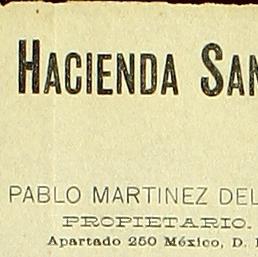 HACIENDA SAN
PABLO MARTINEZ DEL
PROPIETARIO.
Apartado 250 México, D.